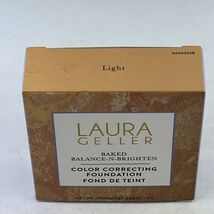 Light
LAURA
GELLER
BAKED
BALANCE-N-BRIGHTEN
COLOR CORRECTING
FOUNDATION
FOND DE TEINT